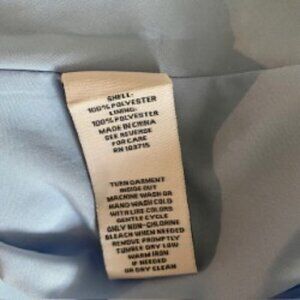 SHELL:
100% POLYESTER
LINING:
100% POLYESTER
MADE IN CHINA
SEE REVERSE
FOR CARE
RN 103715
TURN GARMENT
INSIDE OUT
MACHINE WASH OR
HAND WASH COLD
WITH LIKE COLORS
GENTLE CYCLE
ONLY NON-CHLORINE
BLEACH WHEN NEEDED
REMOVE PROMPTLY
TUMBLE DRY LOW
WARM IRON
IF NEEDED
OR DRY CLEAN